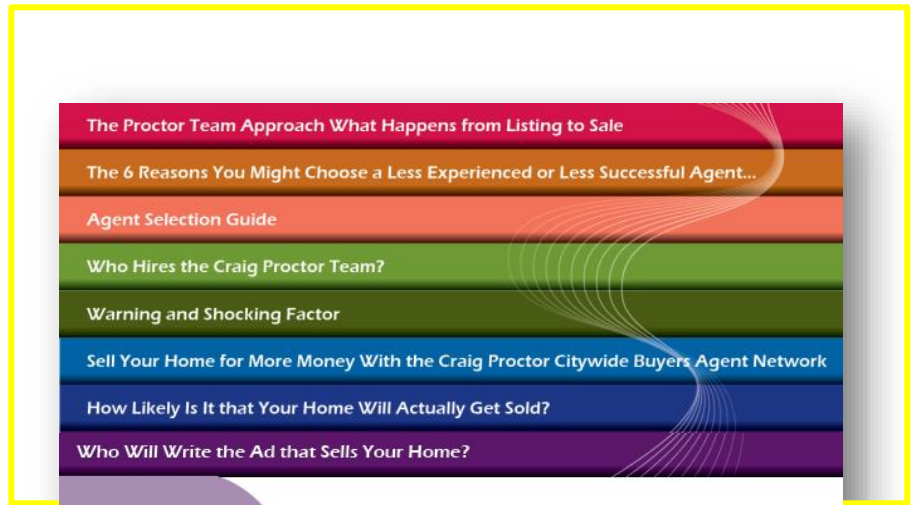 The Proctor Team Approach What Happens from Listing to Sale
The 6 Reasons You Might Choose a Less Experienced or Less Successful Agent...
Agent Selection Guide
Who Hires the Craig Proctor Team?
Warning and Shocking Factor
Sell Your Home for More Money With the Craig Proctor Citywide Buyers Agent Network
How Likely Is It that Your Home Will Actually Get Sold?
Who Will Write the Ad that Sells Your Home?